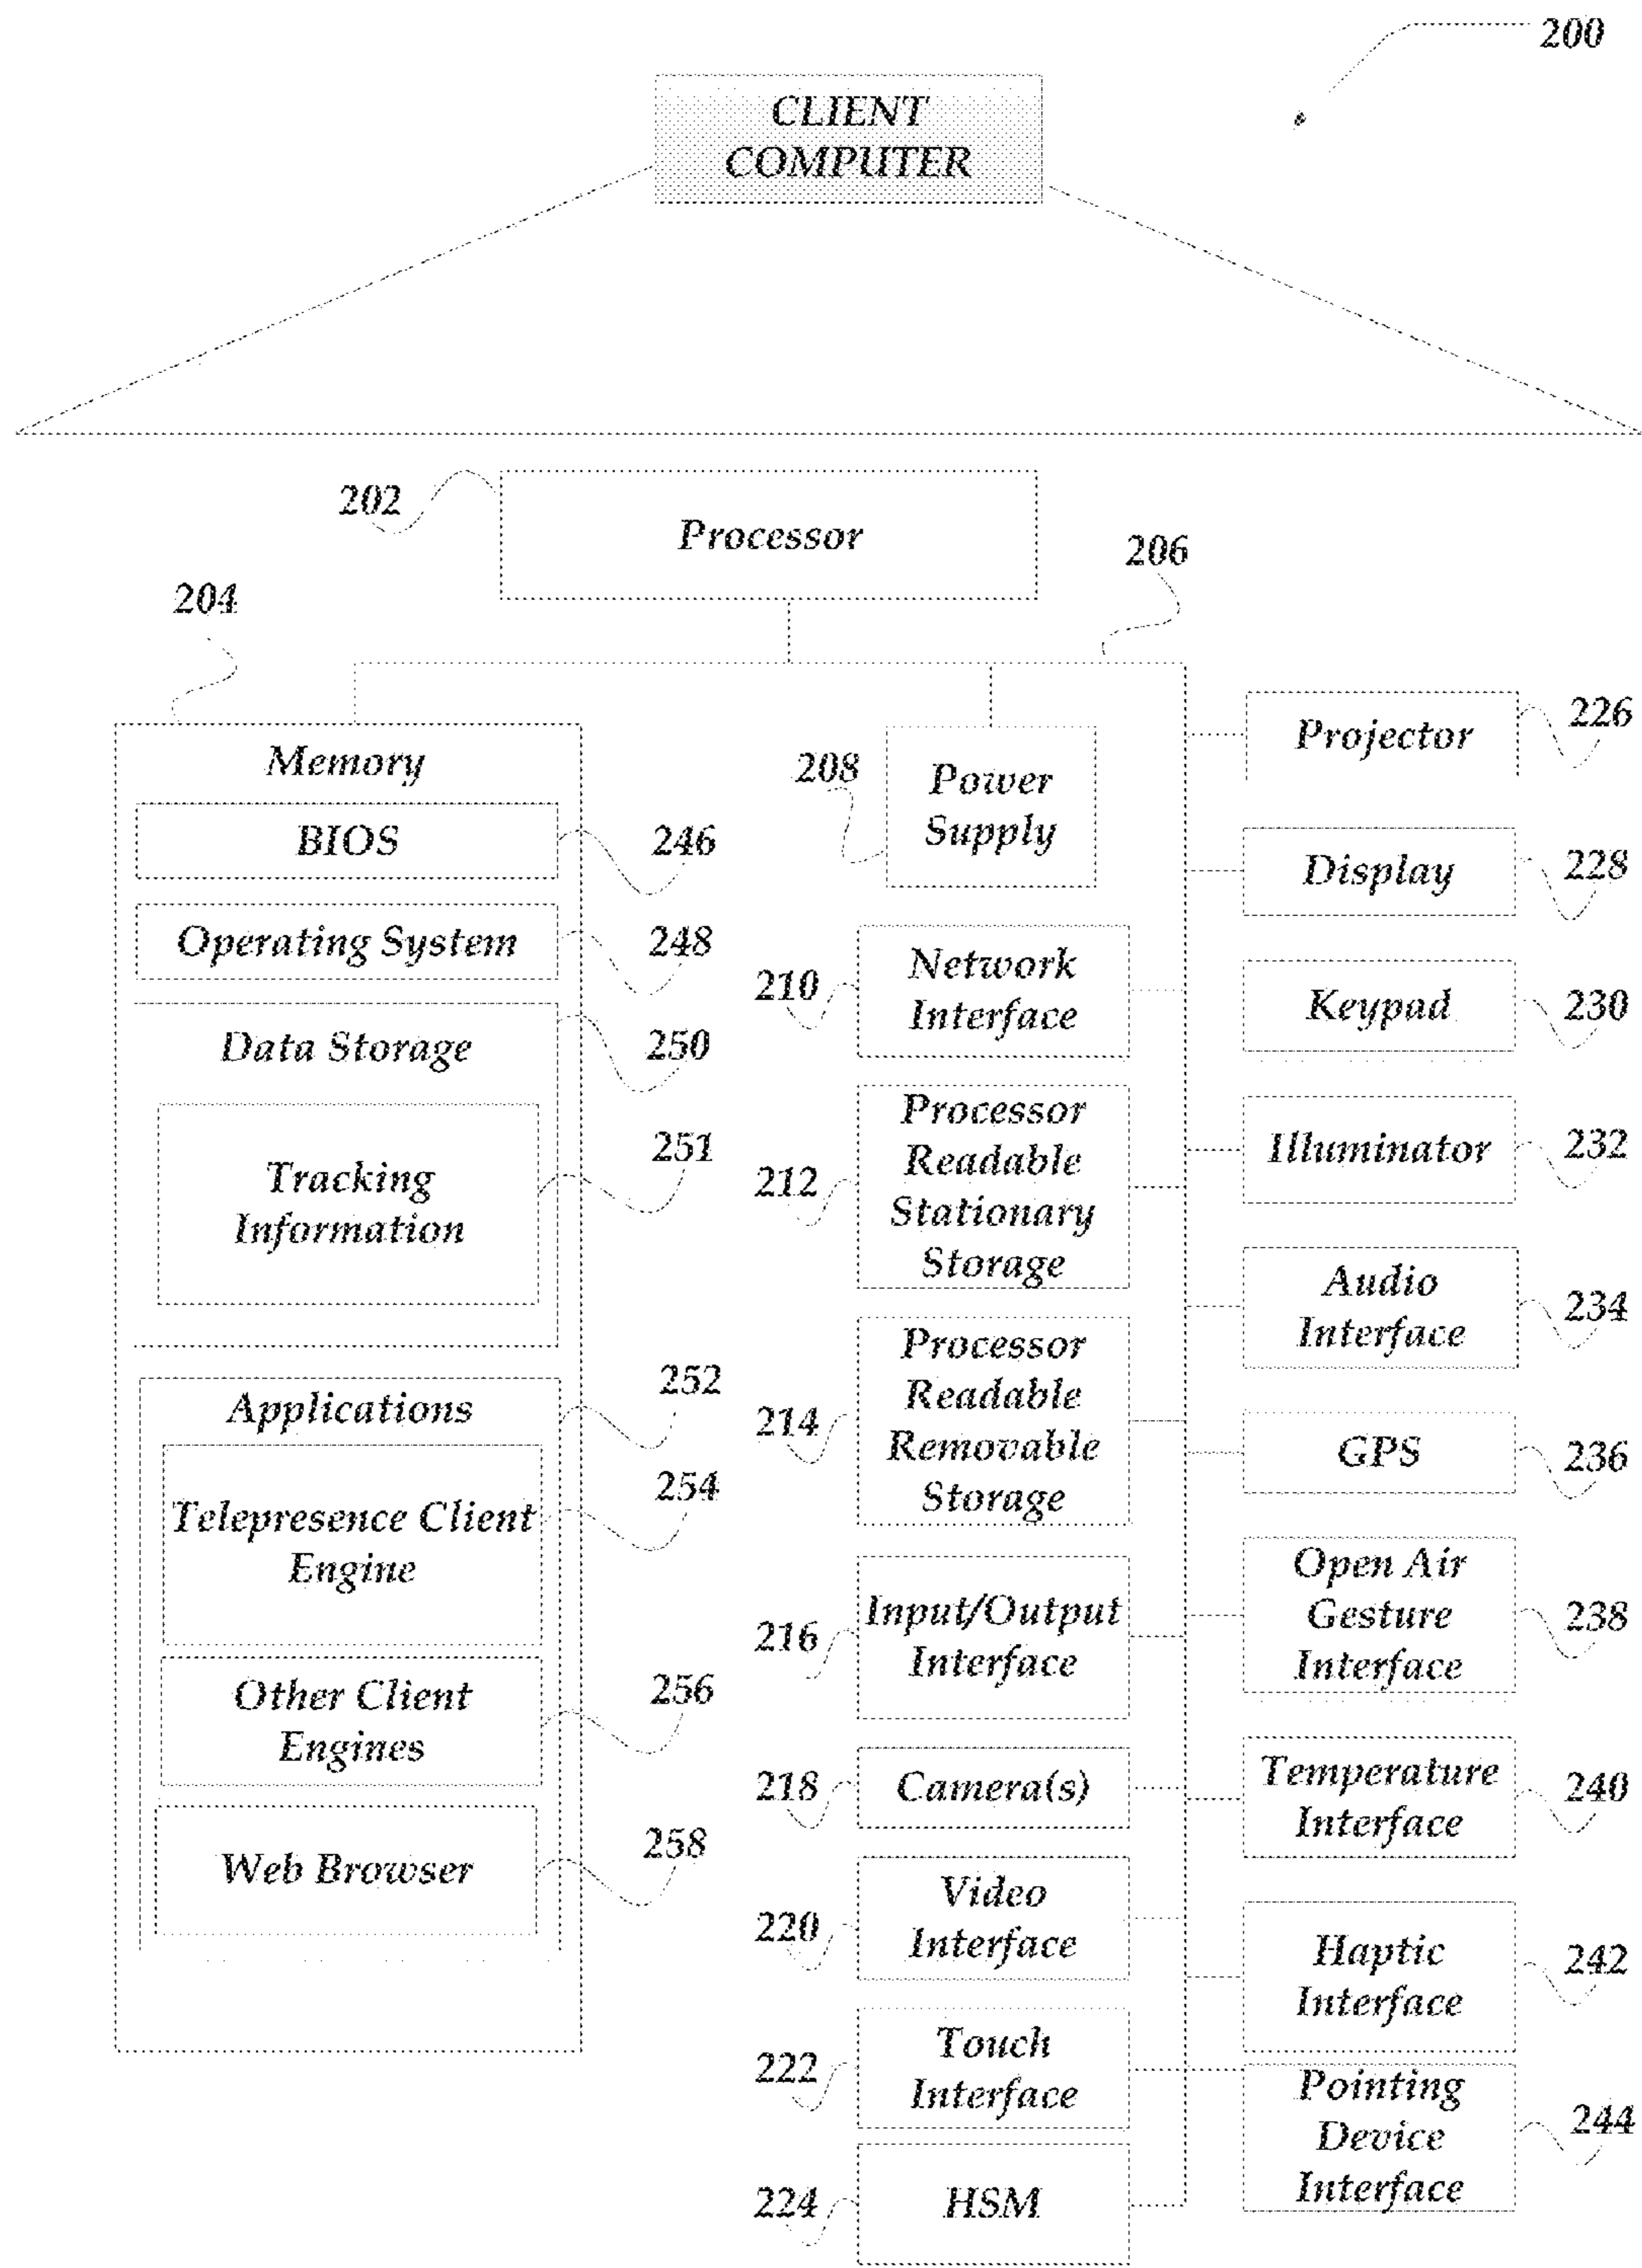 200
CLIENT
COMPUTER
202
Processor
206
204
Memory
BIOS
246
Operating System
248
Data Storage
250
Tracking
Information
251
Applications
252
Telepresence Client
Engine
254
Other Client
Engines
256
Web Browser
258
208
Power
Supply
210
Network
Interface
212
Processor
Readable
Stationary
Storage
214
Processor
Readable
Removable
Storage
216
Input/Output
Interface
218
Camera(s)
220
Video
Interface
222
Touch
Interface
224
HSM
Projector
226
Display
228
Keypad
230
Illuminator
232
Audio
Interface
234
GPS
236
Open Air
Gesture
Interface
238
Temperature
Interface
240
Haptic
Interface
242
Pointing
Device
Interface
244